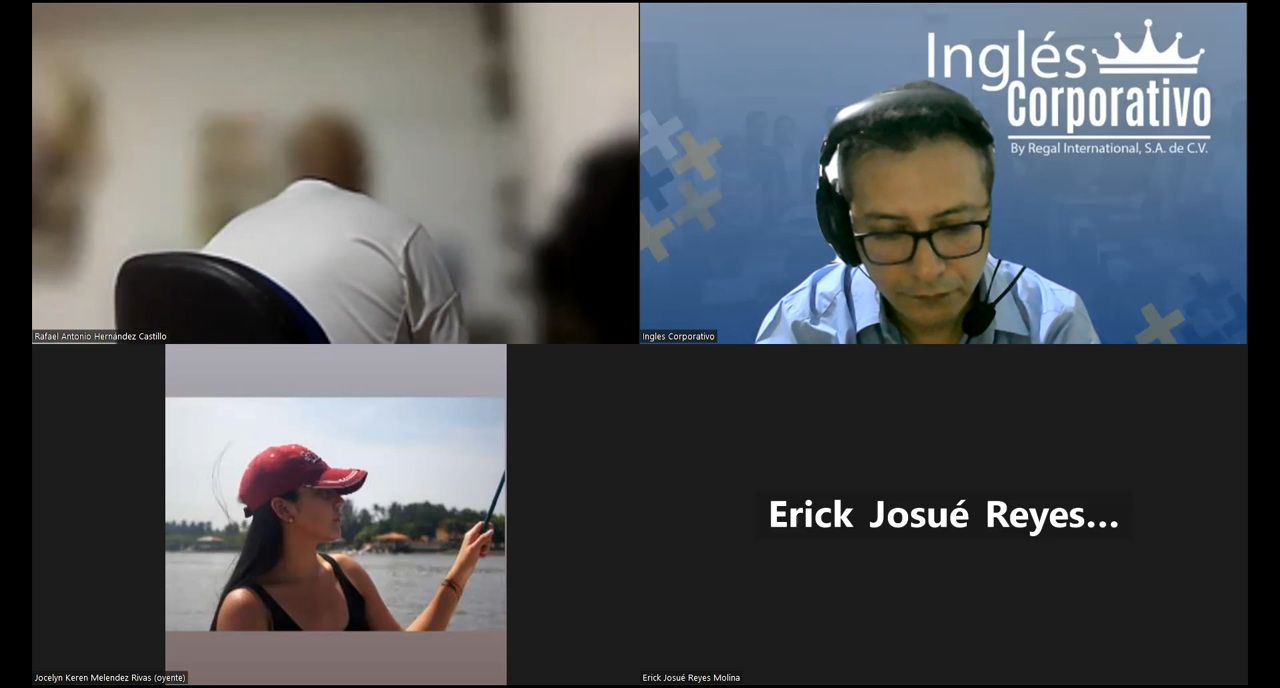 Inglés
Corporativo
By Regal International, S.A. de C.V.
Rafael Antonio Hernández Castillo
Ingles Corporativo
Erick Josué Reyes...
Jocelyn Keren Melendez Rivas (oyente)
Erick Josué Reyes Molina